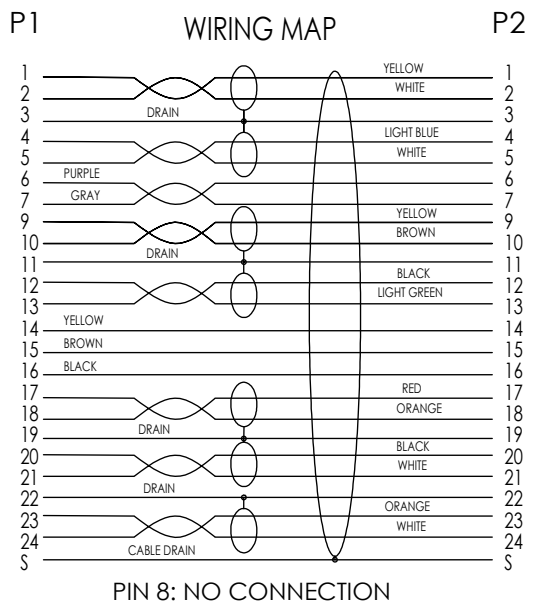 P1 WIRING MAP P2
1 YELLOW 1
2 WHITE 2
3 DRAIN 3
4 LIGHT BLUE 4
5 WHITE 5
6 PURPLE 6
7 GRAY 7
9 YELLOW 9
10 BROWN 10
11 DRAIN 11
12 BLACK 12
13 LIGHT GREEN 13
14 YELLOW 14
15 BROWN 15
16 BLACK 16
17 RED 17
18 ORANGE 18
19 DRAIN 19
20 BLACK 20
21 WHITE 21
22 DRAIN 22
23 ORANGE 23
24 WHITE 24
S CABLE DRAIN S
PIN 8: NO CONNECTION